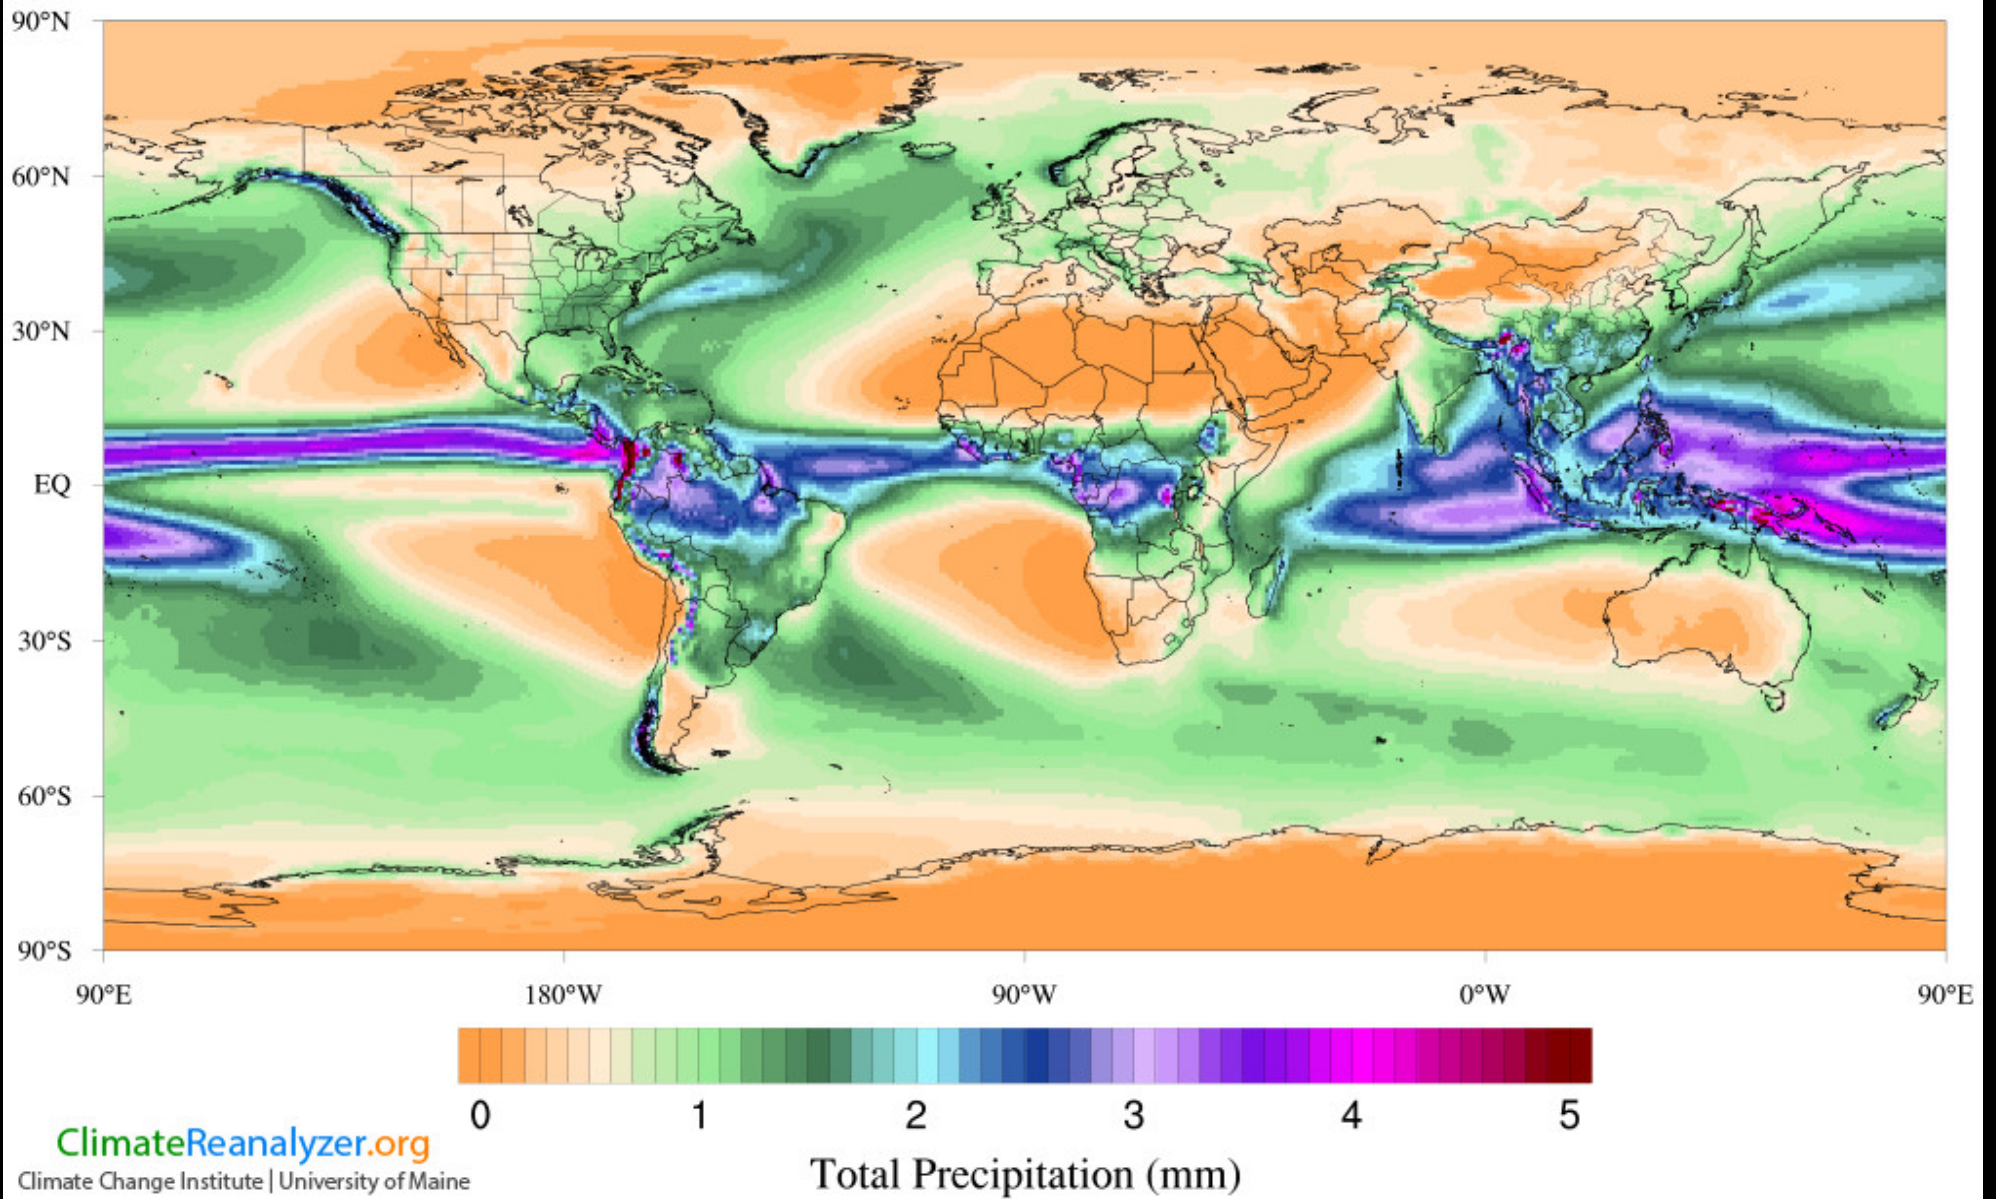 90°N
60°N
30°N
EQ
30°S
60°S
90°S
90°E 180°W 90°W 0°W 90°E
0 1 2 3 4 5
Total Precipitation (mm)
ClimateReanalyzer.org
Climate Change Institute | University of Maine